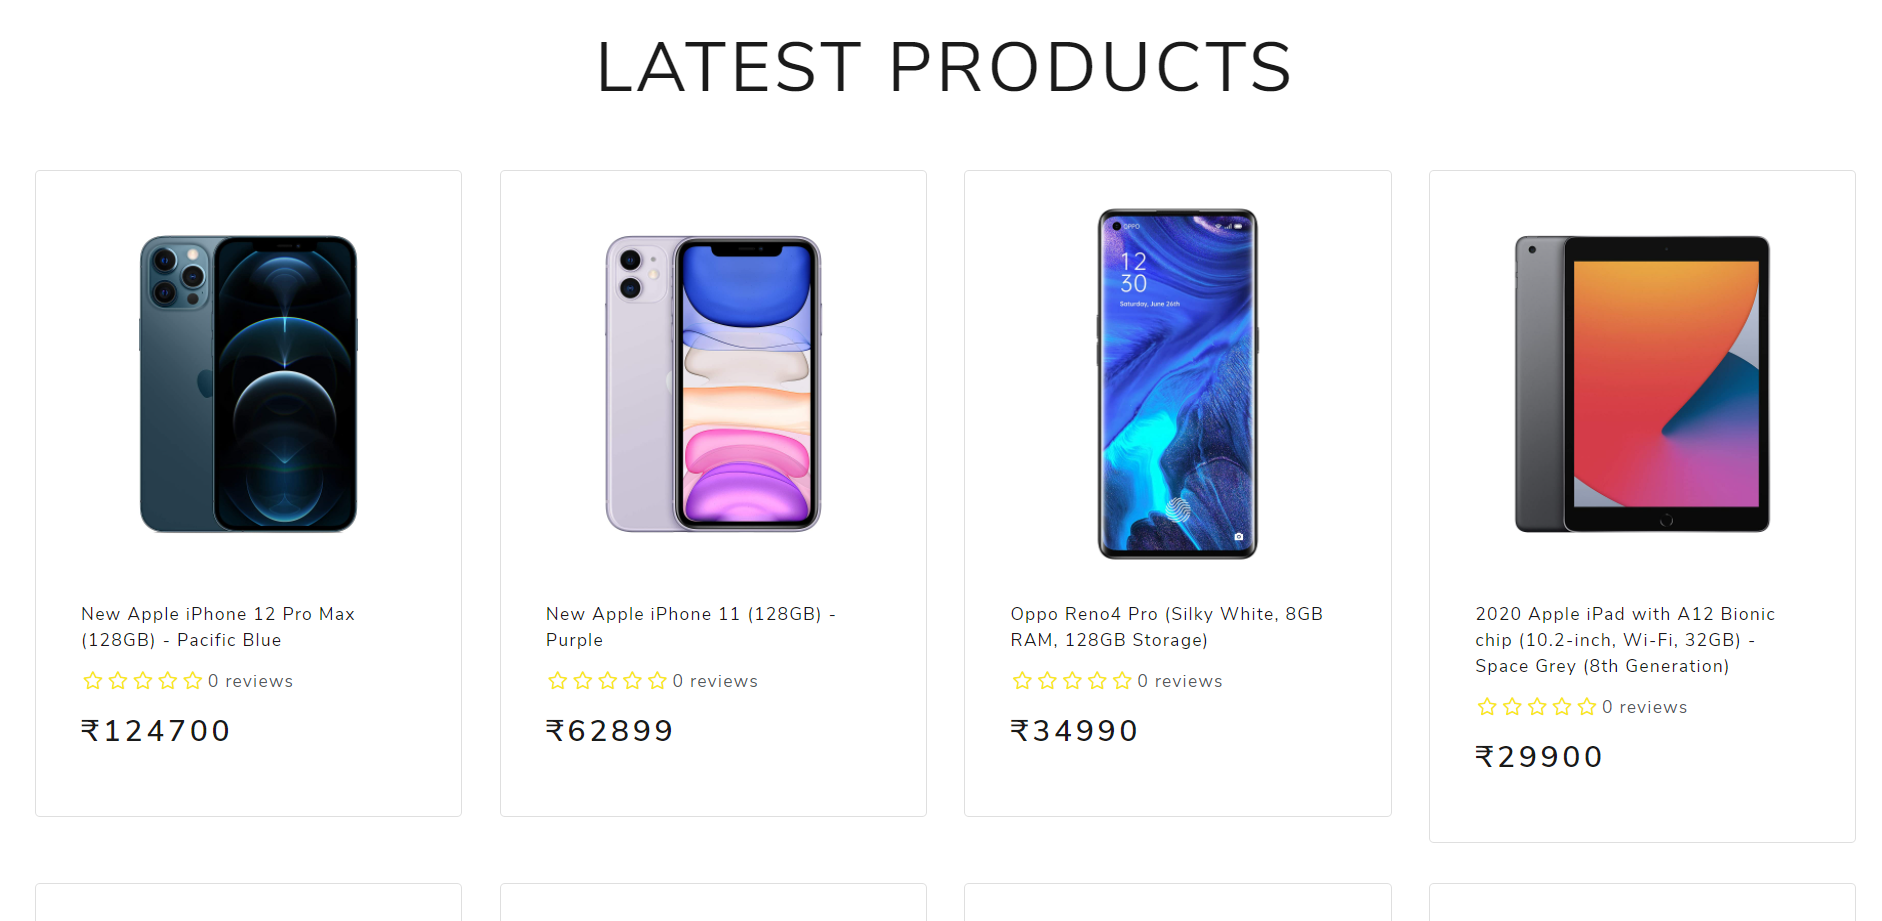 LATEST PRODUCTS
OPPO
12
30
Saturday, June 26th
New Apple iPhone 12 Pro Max
(128GB) - Pacific Blue
0 reviews
₹124700
New Apple iPhone 11 (128GB) -
Purple
0 reviews
₹62899
Oppo Reno4 Pro (Silky White, 8GB
RAM, 128GB Storage)
0 reviews
₹34990
2020 Apple iPad with A12 Bionic
chip (10.2-inch, Wi-Fi, 32GB) -
Space Grey (8th Generation)
0 reviews
₹29900